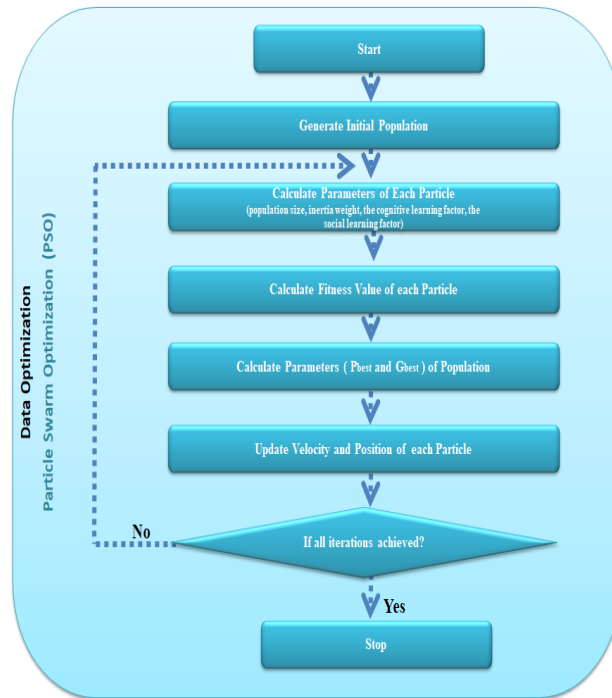 Start
Generate Initial Population
Calculate Parameters of Each Particle
(population size, inertia weight, the cognitive learning factor, the
social learning factor)
Calculate Fitness Value of each Particle
Calculate Parameters ( Pbest and Gbest ) of Population
Update Velocity and Position of each Particle
If all itrerations achieved?
No
Yes
Stop
Data Optimization
Particle Swarm Optimization (PSO)